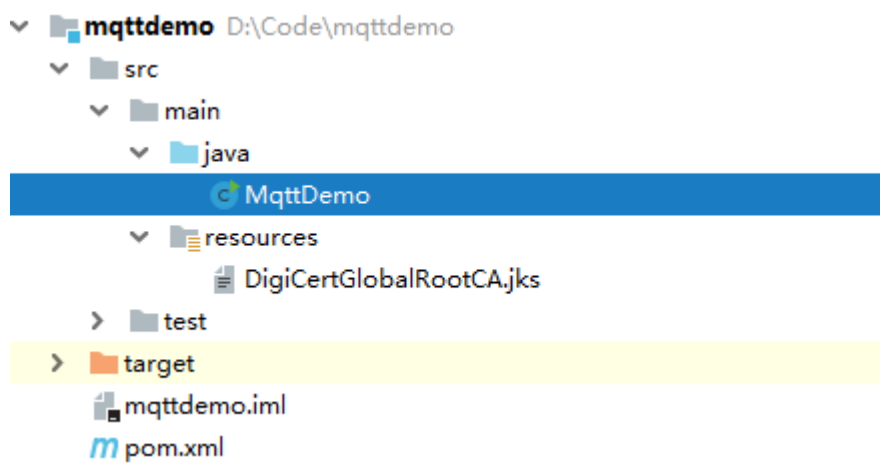 mqttdemo D:\Code\mqttdemo
src
main
java
MqttDemo
resources
DigiCertGlobalRootCA.jks
test
target
mqttdemo.iml
pom.xml